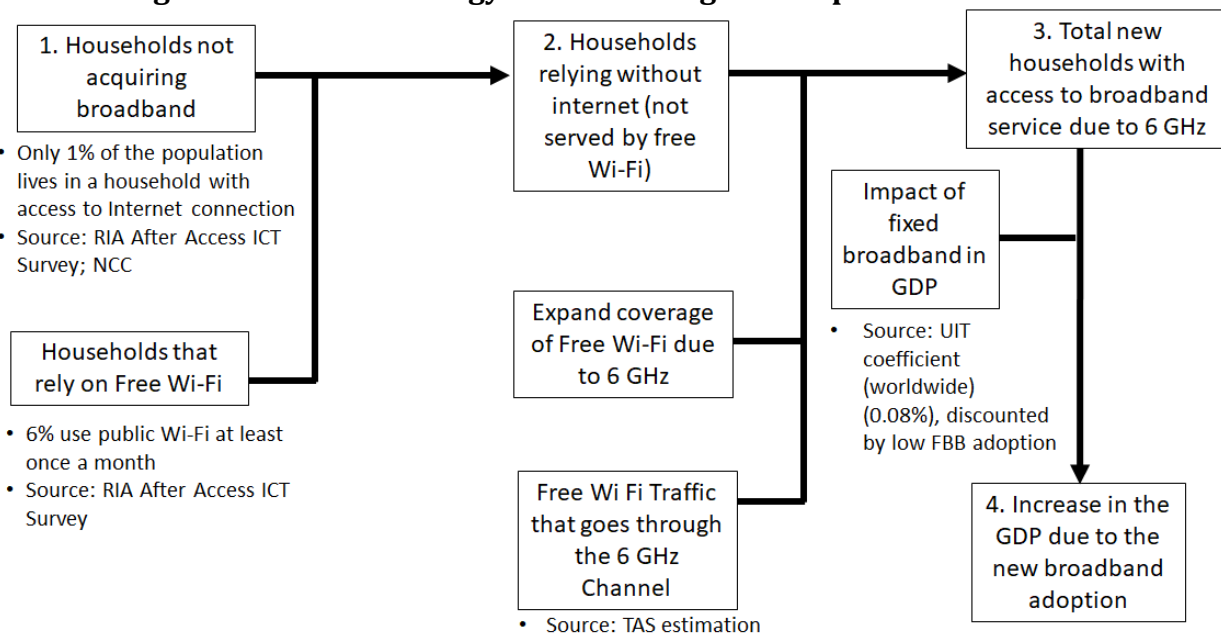 1. Households not
acquiring
broadband
• Only 1% of the population
lives in a household with
access to Internet connection
• Source: RIA After Access ICT
Survey; NCC
Households that
rely on Free Wi-Fi
• 6% use public Wi-Fi at least
once a month
• Source: RIA After Access ICT
Survey
2. Households
relying without
internet (not
served by free
Wi-Fi)
Expand coverage
of Free Wi-Fi due
to 6 GHz
Free Wi Fi Traffic
that goes through
the 6 GHz
Channel
• Source: TAS estimation
3. Total new
households with
access to broadband
service due to 6 GHz
Impact of
fixed
broadband in
GDP
• Source: UIT
coefficient
(worldwide)
(0.08%), discounted
by low FBB adoption
4. Increase in the
GDP due to the
new broadband
adoption